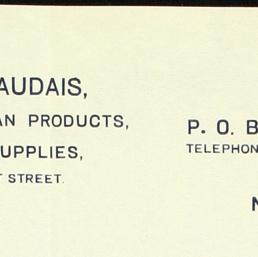 AUDAIS,
AN PRODUCTS,
UPPLIES,
T STREET.
P. O. B
TELEPHON
N